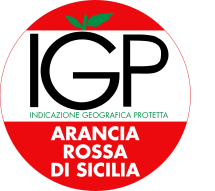 IGP
INDICAZIONE GEOGRAFICA PROTETTA
ARANCIA
ROSSA
DI SICILIA